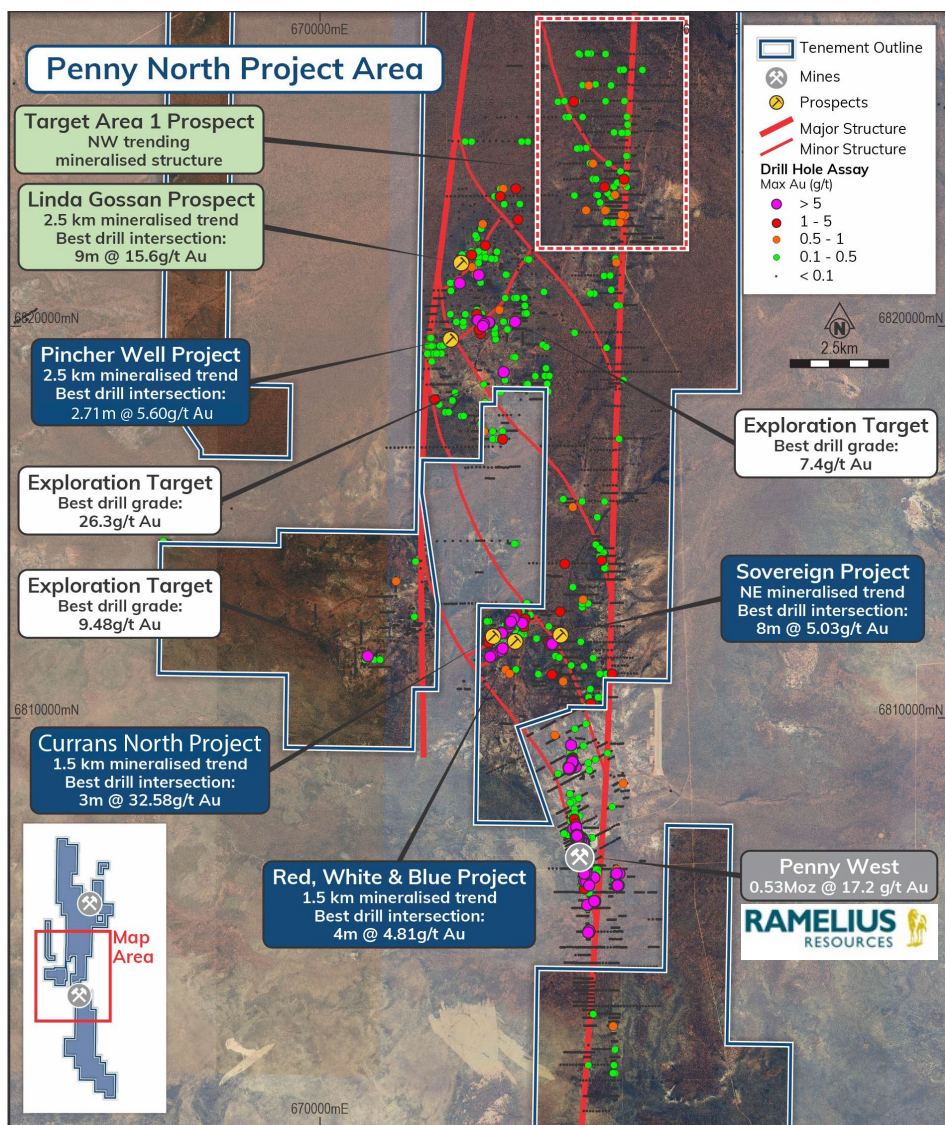 670000mE
Penny North Project Area
Tenement Outline
Mines
Prospects
Major Structure
Minor Structure
Drill Hole Assay
Max Au (g/t)
> 5
1 - 5
0.5 - 1
0.1 - 0.5
< 0.1
N
2.5km
Target Area 1 Prospect
NW trending
mineralised structure
Linda Gossan Prospect
2.5 km mineralised trend
Best drill intersection:
9m @ 15.6g/t Au
6820000mN
6820000mN
Pincher Well Project
2.5 km mineralised trend
Best drill intersection:
2.71m @ 5.60g/t Au
Exploration Target
Best drill grade:
7.4g/t Au
Exploration Target
Best drill grade:
26.3g/t Au
Exploration Target
Best drill grade:
9.48g/t Au
Sovereign Project
NE mineralised trend
Best drill intersection:
8m @ 5.03g/t Au
6810000mN
6810000mN
Currans North Project
1.5 km mineralised trend
Best drill intersection:
3m @ 32.58g/t Au
Red, White & Blue Project
1.5 km mineralised trend
Best drill intersection:
4m @ 4.81g/t Au
Penny West
0.53Moz @ 17.2 g/t Au
RAMELIUS
RESOURCES
Map
Area
670000mE